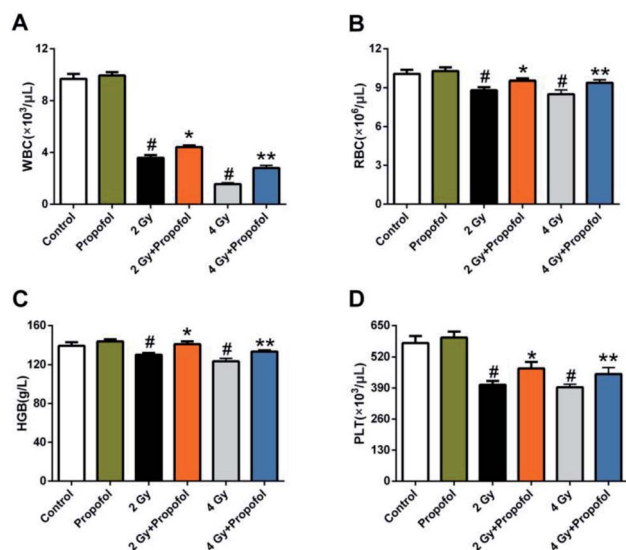 A
WBC(×10³/μL)
12
8
4
0
#
*
#
**
Control
Propofol
2 Gy
2 Gy+Propofol
4 Gy
4 Gy+Propofol
B
RBC(×10⁶/μL)
12
9
6
3
0
#
*
#
**
Control
Propofol
2 Gy
2 Gy+Propofol
4 Gy
4 Gy+Propofol
C
HGB(g/L)
160
120
80
40
0
#
*
#
**
Control
Propofol
2 Gy
2 Gy+Propofol
4 Gy
4 Gy+Propofol
D
PLT(×10³/μL)
650
520
390
260
130
0
#
*
#
**
Control
Propofol
2 Gy
2 Gy+Propofol
4 Gy
4 Gy+Propofol